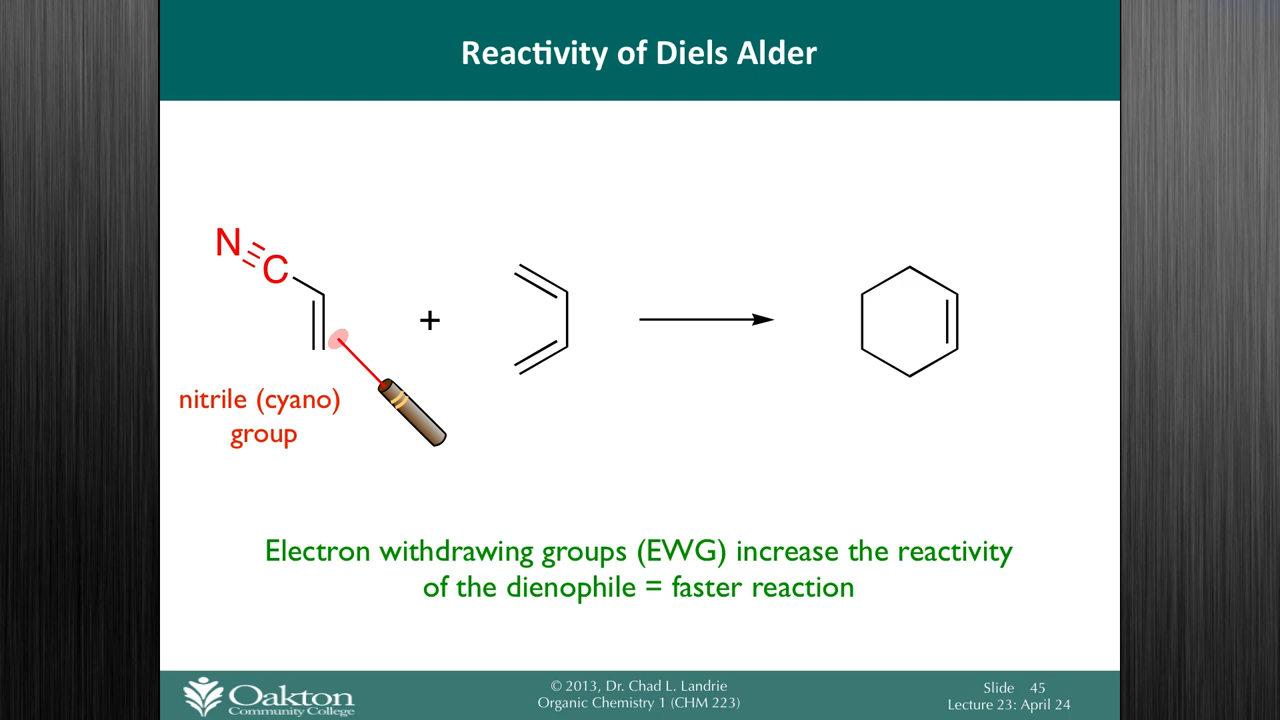 Reactivity of Diels Alder
N
C
+
nitrile (cyano)
group
Electron withdrawing groups (EWG) increase the reactivity
of the dienophile = faster reaction
Oakton
Community College
© 2013, Dr. Chad L. Landrie
Organic Chemistry 1 (CHM 223)
Slide 45
Lecture 23: April 24